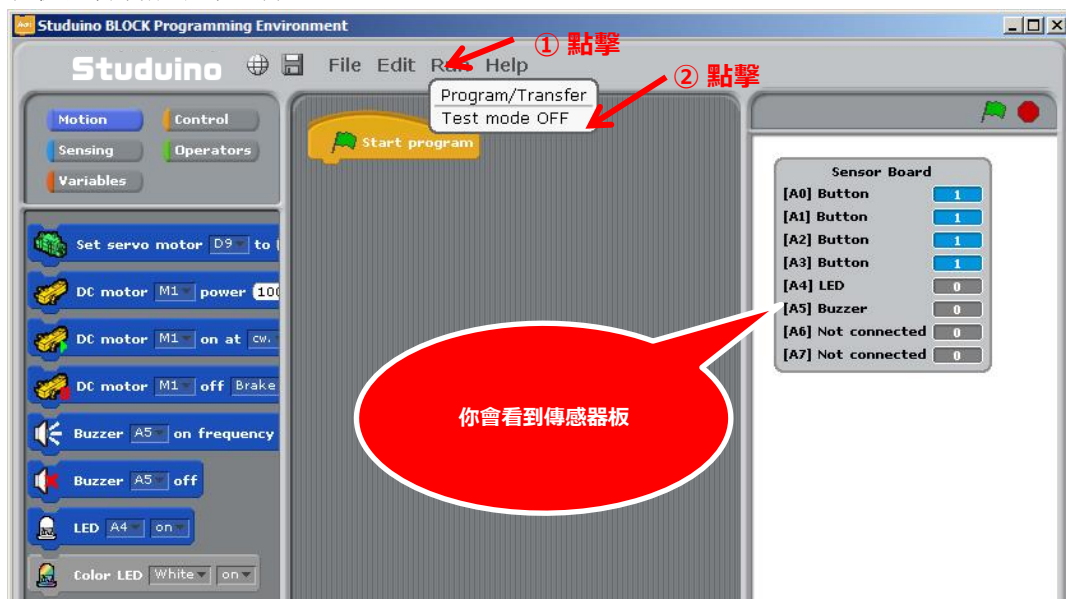 Studuino BLOCK Programming Environment
① 點擊
Studuino File Edit Run Help
② 點擊
Program/Transfer
Test mode OFF
Motion Control
Sensing Operators
Variables
Start program
Set servo motor D9 to
DC motor M1 power 100
DC motor M1 on at cw.
DC motor M1 off Brake
Buzzer A5 on frequency
Buzzer A5 off
LED A4 on
Color LED White on
Sensor Board
[A0] Button 1
[A1] Button 1
[A2] Button 1
[A3] Button 1
[A4] LED 0
[A5] Buzzer 0
[A6] Not connected 0
[A7] Not connected 0
你會看到傳感器板